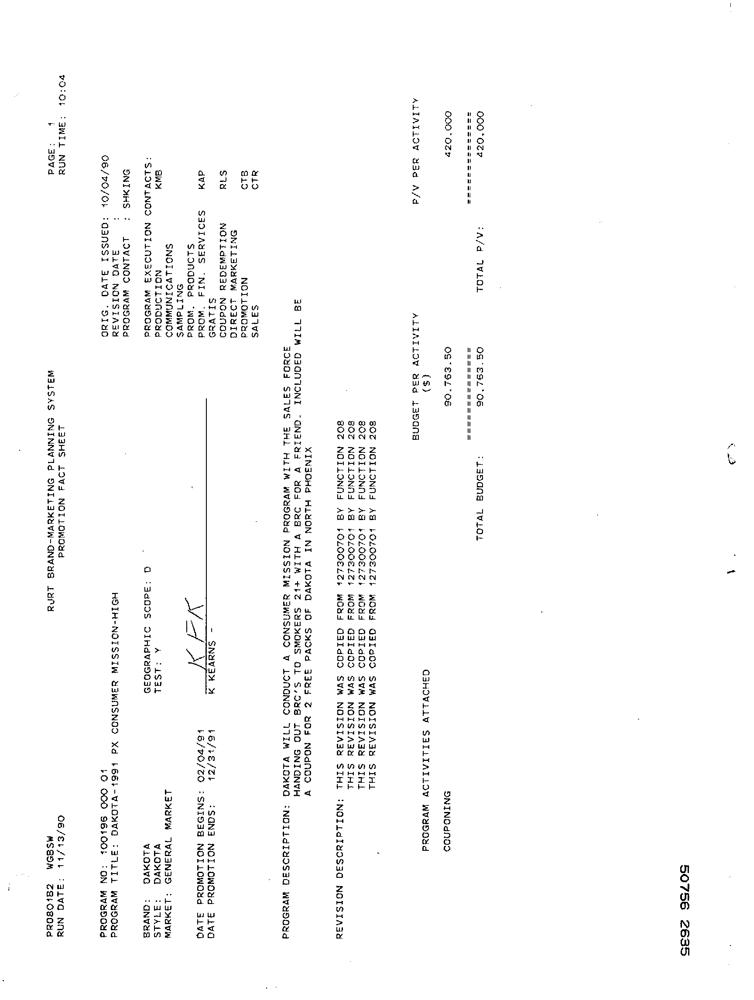 PROB01B2 WGBSW RJRT BRAND-MARKETING PLANNING SYSTEM PAGE: 1
RUN DATE: 11/13/90 PROMOTION FACT SHEET RUN TIME: 10:04
PROGRAM NO: 100196 000 01 ORIG. DATE ISSUED: 10/04/90
PROGRAM TITLE: DAKOTA-1991 PX CONSUMER MISSION-HIGH REVISION DATE :
PROGRAM CONTACT : SHKING
BRAND: DAKOTA GEOGRAPHIC SCOPE: D PROGRAM EXECUTION CONTACTS:
STYLE: DAKOTA TEST: Y PRODUCTION KMB
MARKET: GENERAL MARKET COMMUNICATIONS
SAMPLING
KFK PROM. PRODUCTS
DATE PROMOTION BEGINS: 02/04/91 PROM. FIN. SERVICES KAP
DATE PROMOTION ENDS: 12/31/91 K KEARNS - GRATIS
COUPON REDEMPTION RLS
DIRECT MARKETING
PROMOTION CTB
SALES CTR
PROGRAM DESCRIPTION: DAKOTA WILL CONDUCT A CONSUMER MISSION PROGRAM WITH THE SALES FORCE
HANDING OUT BRC'S TO SMOKERS 21+ WITH A BRC FOR A FRIEND. INCLUDED WILL BE
A COUPON FOR 2 FREE PACKS OF DAKOTA IN NORTH PHOENIX
REVISION DESCRIPTION: THIS REVISION WAS COPIED FROM 127300701 BY FUNCTION 208
THIS REVISION WAS COPIED FROM 127300701 BY FUNCTION 208
THIS REVISION WAS COPIED FROM 127300701 BY FUNCTION 208
THIS REVISION WAS COPIED FROM 127300701 BY FUNCTION 208
PROGRAM ACTIVITIES ATTACHED BUDGET PER ACTIVITY P/V PER ACTIVITY
($)
COUPONING 90.763.50 420.000
=============== ===============
TOTAL BUDGET: 90.763.50 TOTAL P/V: 420.000
50756 2635